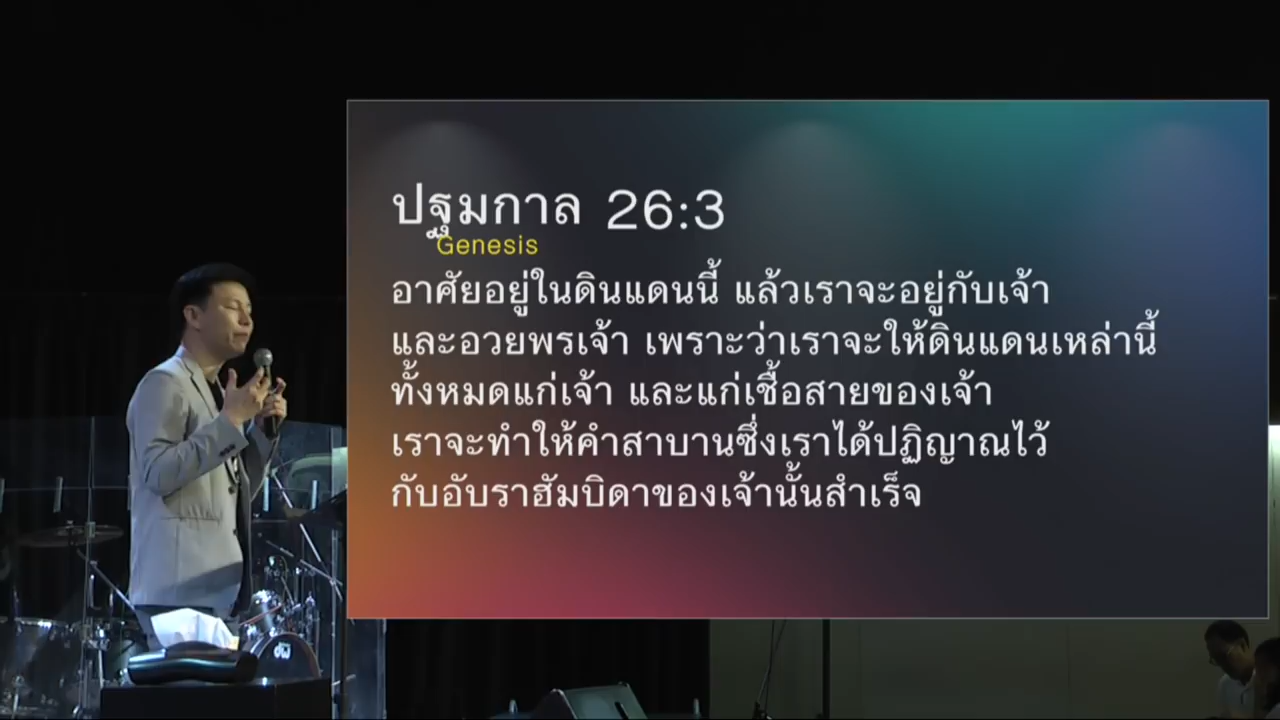 ปฐมกาล 26:3
Genesis
อาศัยอยู่ในดินแดนนี้ แล้วเราจะอยู่กับเจ้า
และอวยพรเจ้า เพราะว่าเราจะให้ดินแดนเหล่านี้
ทั้งหมดแก่เจ้า และแก่เชื้อสายของเจ้า
เราจะทำให้คำสาบานซึ่งเราได้ปฏิญาณไว้
กับอับราฮัมบิดาของเจ้านั้นสำเร็จ
dw